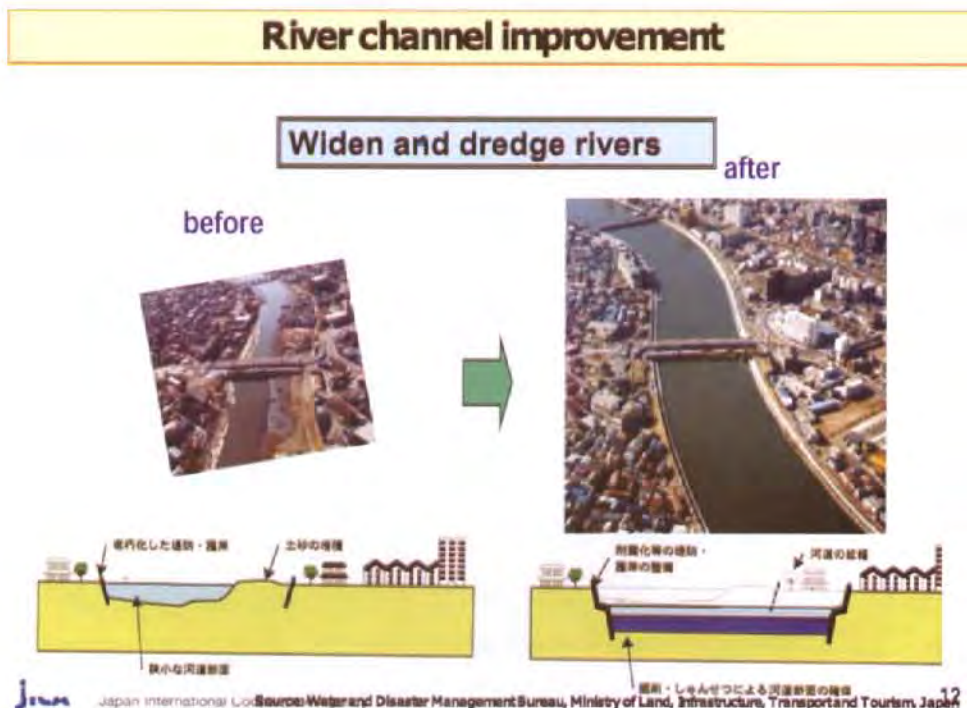 River channel improvement
Widen and dredge rivers
before
after
老朽化した堤防・護岸
土砂の堆積
狭小な河道断面
耐震化等の堤防・
護岸の整備
河道の拡幅
掘削・しゅんせつによる河道断面の確保
Japan International
Source: Water and Disaster Management Bureau, Ministry of Land, Infrastructure, Transport and Tourism, Japan
12